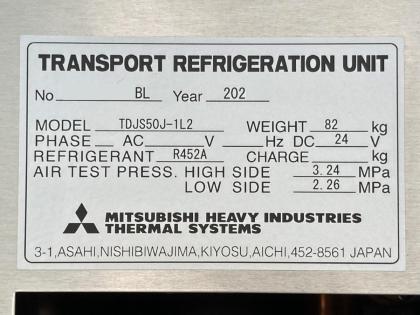 TRANSPORT REFRIGERATION UNIT
No BL Year 202
MODEL TDJS50J-1L2 WEIGHT 82 kg
PHASE AC V Hz DC 24 V
REFRIGERANT R452A CHARGE kg
AIR TEST PRESS. HIGH SIDE 3.24 MPa
LOW SIDE 2.26 MPa
MITSUBISHI HEAVY INDUSTRIES
THERMAL SYSTEMS
3-1,ASAHI,NISHIBIWAJIMA,KIYOSU,AICHI,452-8561 JAPAN